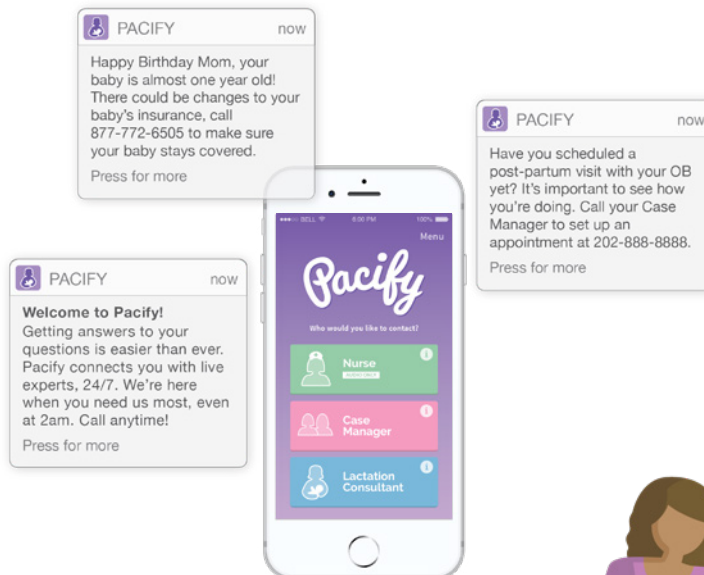 PACIFY now
Happy Birthday Mom, your
baby is almost one year old!
There could be changes to your
baby's insurance, call
877-772-6505 to make sure
your baby stays covered.
Press for more
PACIFY now
Have you scheduled a
post-partum visit with your OB
yet? It's important to see how
you're doing. Call your Case
Manager to set up an
appointment at 202-888-8888.
Press for more
PACIFY now
Welcome to Pacify!
Getting answers to your
questions is easier than ever.
Pacify connects you with live
experts, 24/7. We're here
when you need us most, even
at 2am. Call anytime!
Press for more
BELL 100%
Menu
Pacify
Who would you like to contact?
Nurse
Case
Manager
Lactation
Consultant